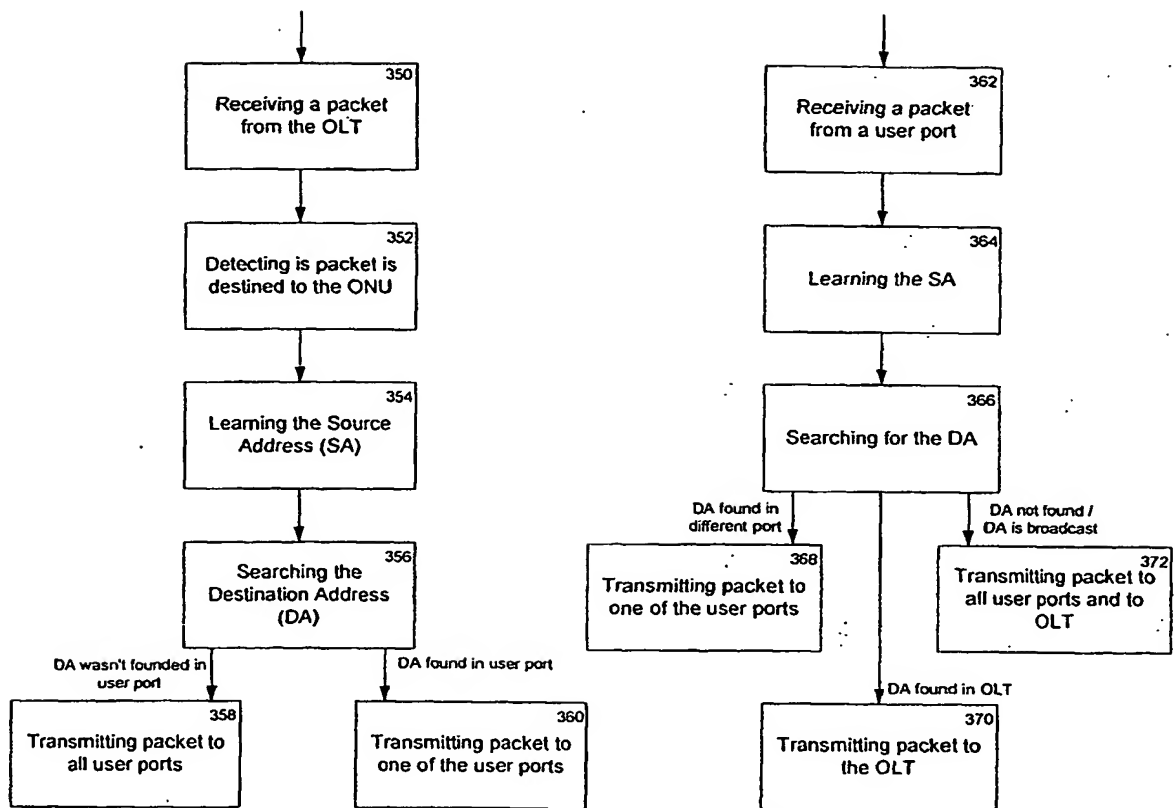 350
Receiving a packet
from the OLT
352
Detecting is packet is
destined to the ONU
354
Learning the Source
Address (SA)
356
Searching the
Destination Address
(DA)
DA wasn't founded in
user port
DA found in user port
358
Transmitting packet to
all user ports
360
Transmitting packet to
one of the user ports
362
Receiving a packet
from a user port
364
Learning the SA
366
Searching for the DA
DA found in
different port
DA not found /
DA is broadcast
368
Transmitting packet to
one of the user ports
372
Transmitting packet to
all user ports and to
OLT
DA found in OLT
370
Transmitting packet to
the OLT